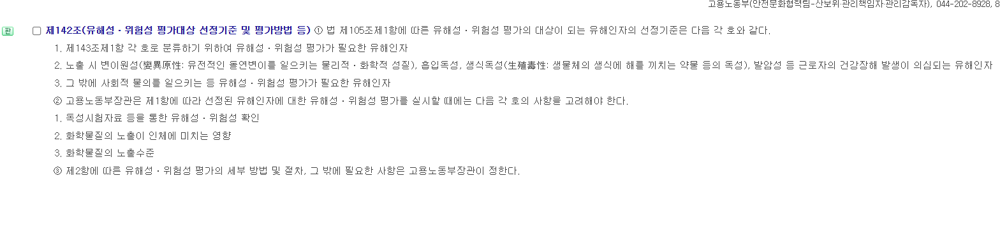 고용노동부(안전문화협력팀-산보위·관리책임자·관리감독자), 044-202-8928, 8
판 제142조(유해성ㆍ위험성 평가대상 선정기준 및 평가방법 등) ① 법 제105조제1항에 따른 유해성ㆍ위험성 평가의 대상이 되는 유해인자의 선정기준은 다음 각 호와 같다.
1. 제143조제1항 각 호로 분류하기 위하여 유해성ㆍ위험성 평가가 필요한 유해인자
2. 노출 시 변이원성(變異原性: 유전적인 돌연변이를 일으키는 물리적ㆍ화학적 성질), 흡입독성, 생식독성(生殖毒性: 생물체의 생식에 해를 끼치는 약물 등의 독성), 발암성 등 근로자의 건강장해 발생이 의심되는 유해인자
3. 그 밖에 사회적 물의를 일으키는 등 유해성ㆍ위험성 평가가 필요한 유해인자
② 고용노동부장관은 제1항에 따라 선정된 유해인자에 대한 유해성ㆍ위험성 평가를 실시할 때에는 다음 각 호의 사항을 고려해야 한다.
1. 독성시험자료 등을 통한 유해성ㆍ위험성 확인
2. 화학물질의 노출이 인체에 미치는 영향
3. 화학물질의 노출수준
③ 제2항에 따른 유해성ㆍ위험성 평가의 세부 방법 및 절차, 그 밖에 필요한 사항은 고용노동부장관이 정한다.